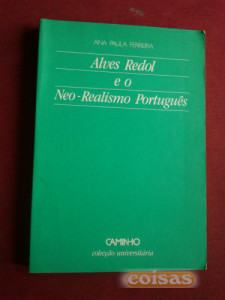 ANA PAULA FERREIRA
Alves Redol
e o
Neo-Realismo Português
CAMINHO
colecção universitária
coisas